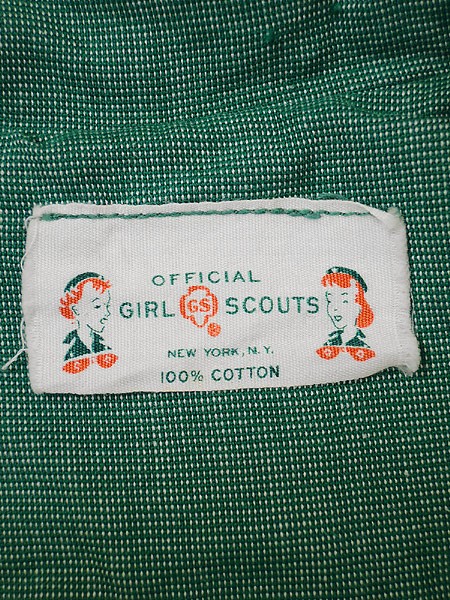 OFFICIAL
GIRL GS SCOUTS
NEW YORK, N.Y.
100% COTTON